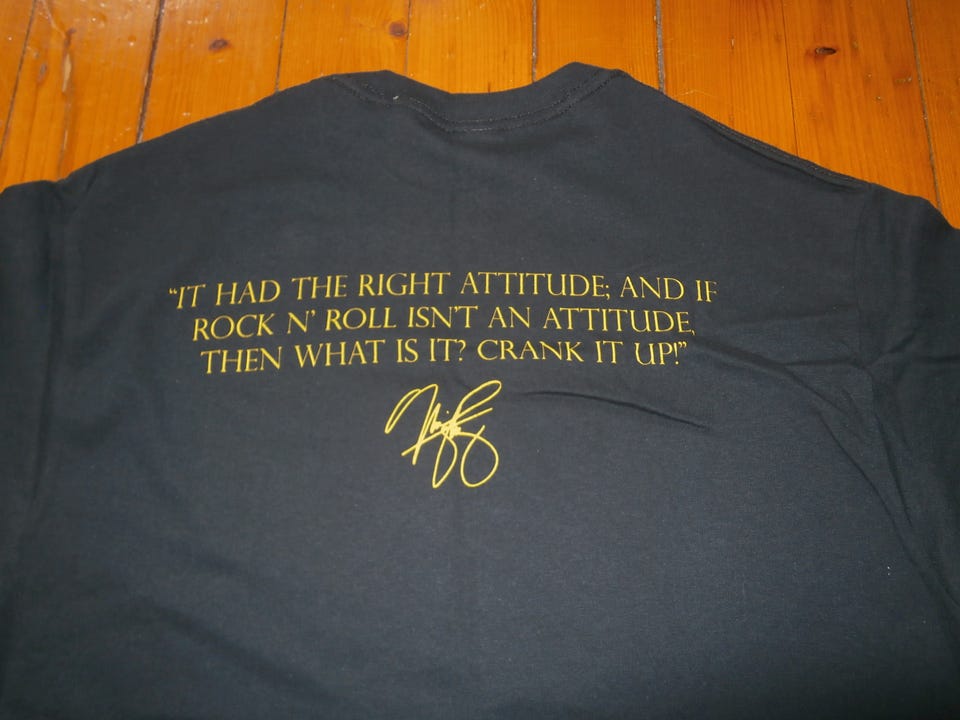 “IT HAD THE RIGHT ATTITUDE; AND IF
ROCK N’ ROLL ISN’T AN ATTITUDE,
THEN WHAT IS IT? CRANK IT UP!”